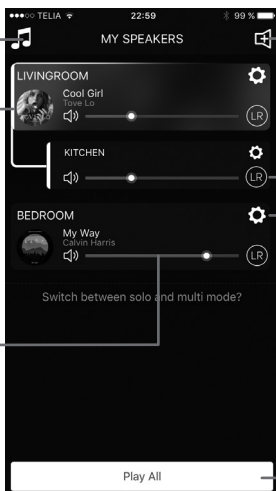 TELIA 22:59 99 %
MY SPEAKERS
LIVINGROOM
Cool Girl
Tove Lo
LR
KITCHEN
LR
BEDROOM
My Way
Calvin Harris
LR
Switch between solo and multi mode?
Play All